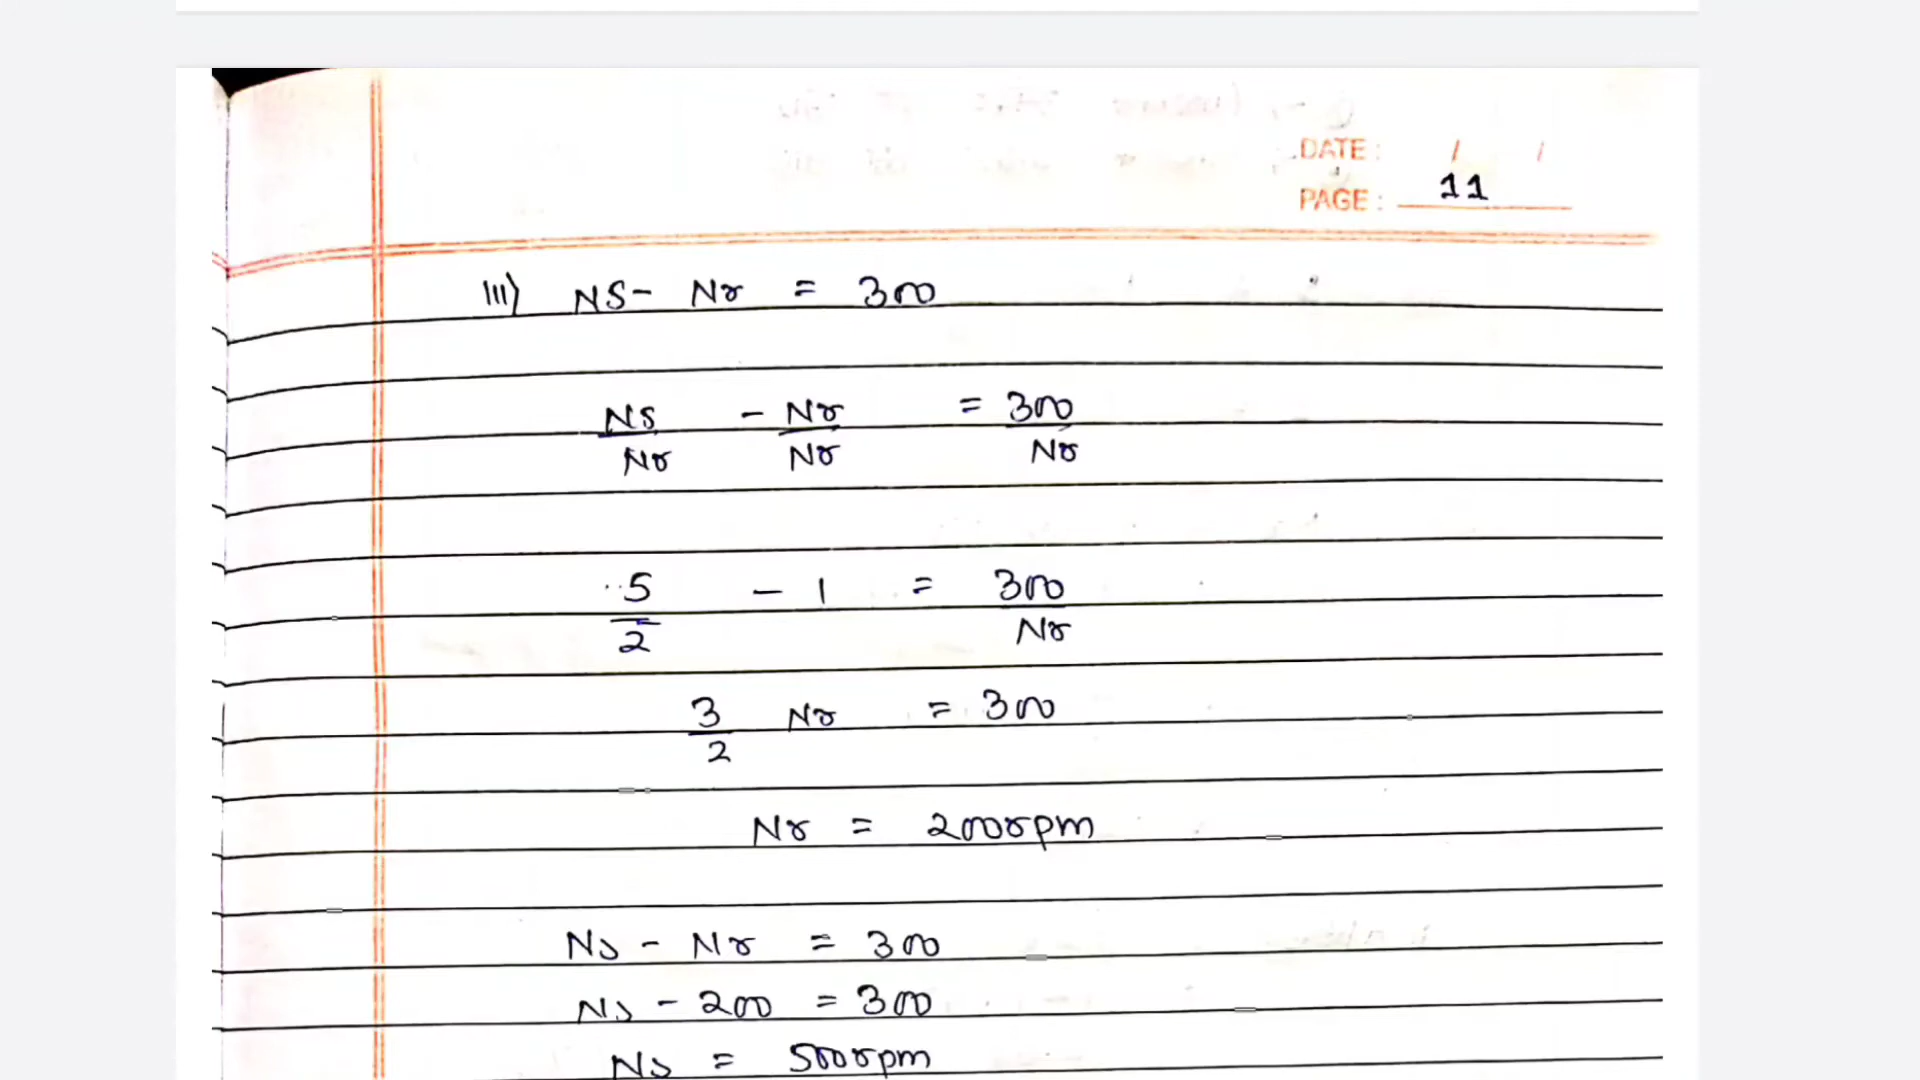 DATE: / /
PAGE: 11
III) NS - Nr = 300
NS/Nr - Nr/Nr = 300/Nr
5/2 - 1 = 300/Nr
3/2 Nr = 300
Nr = 200rpm
Ns - Nr = 300
Ns - 200 = 300
Ns = 500rpm